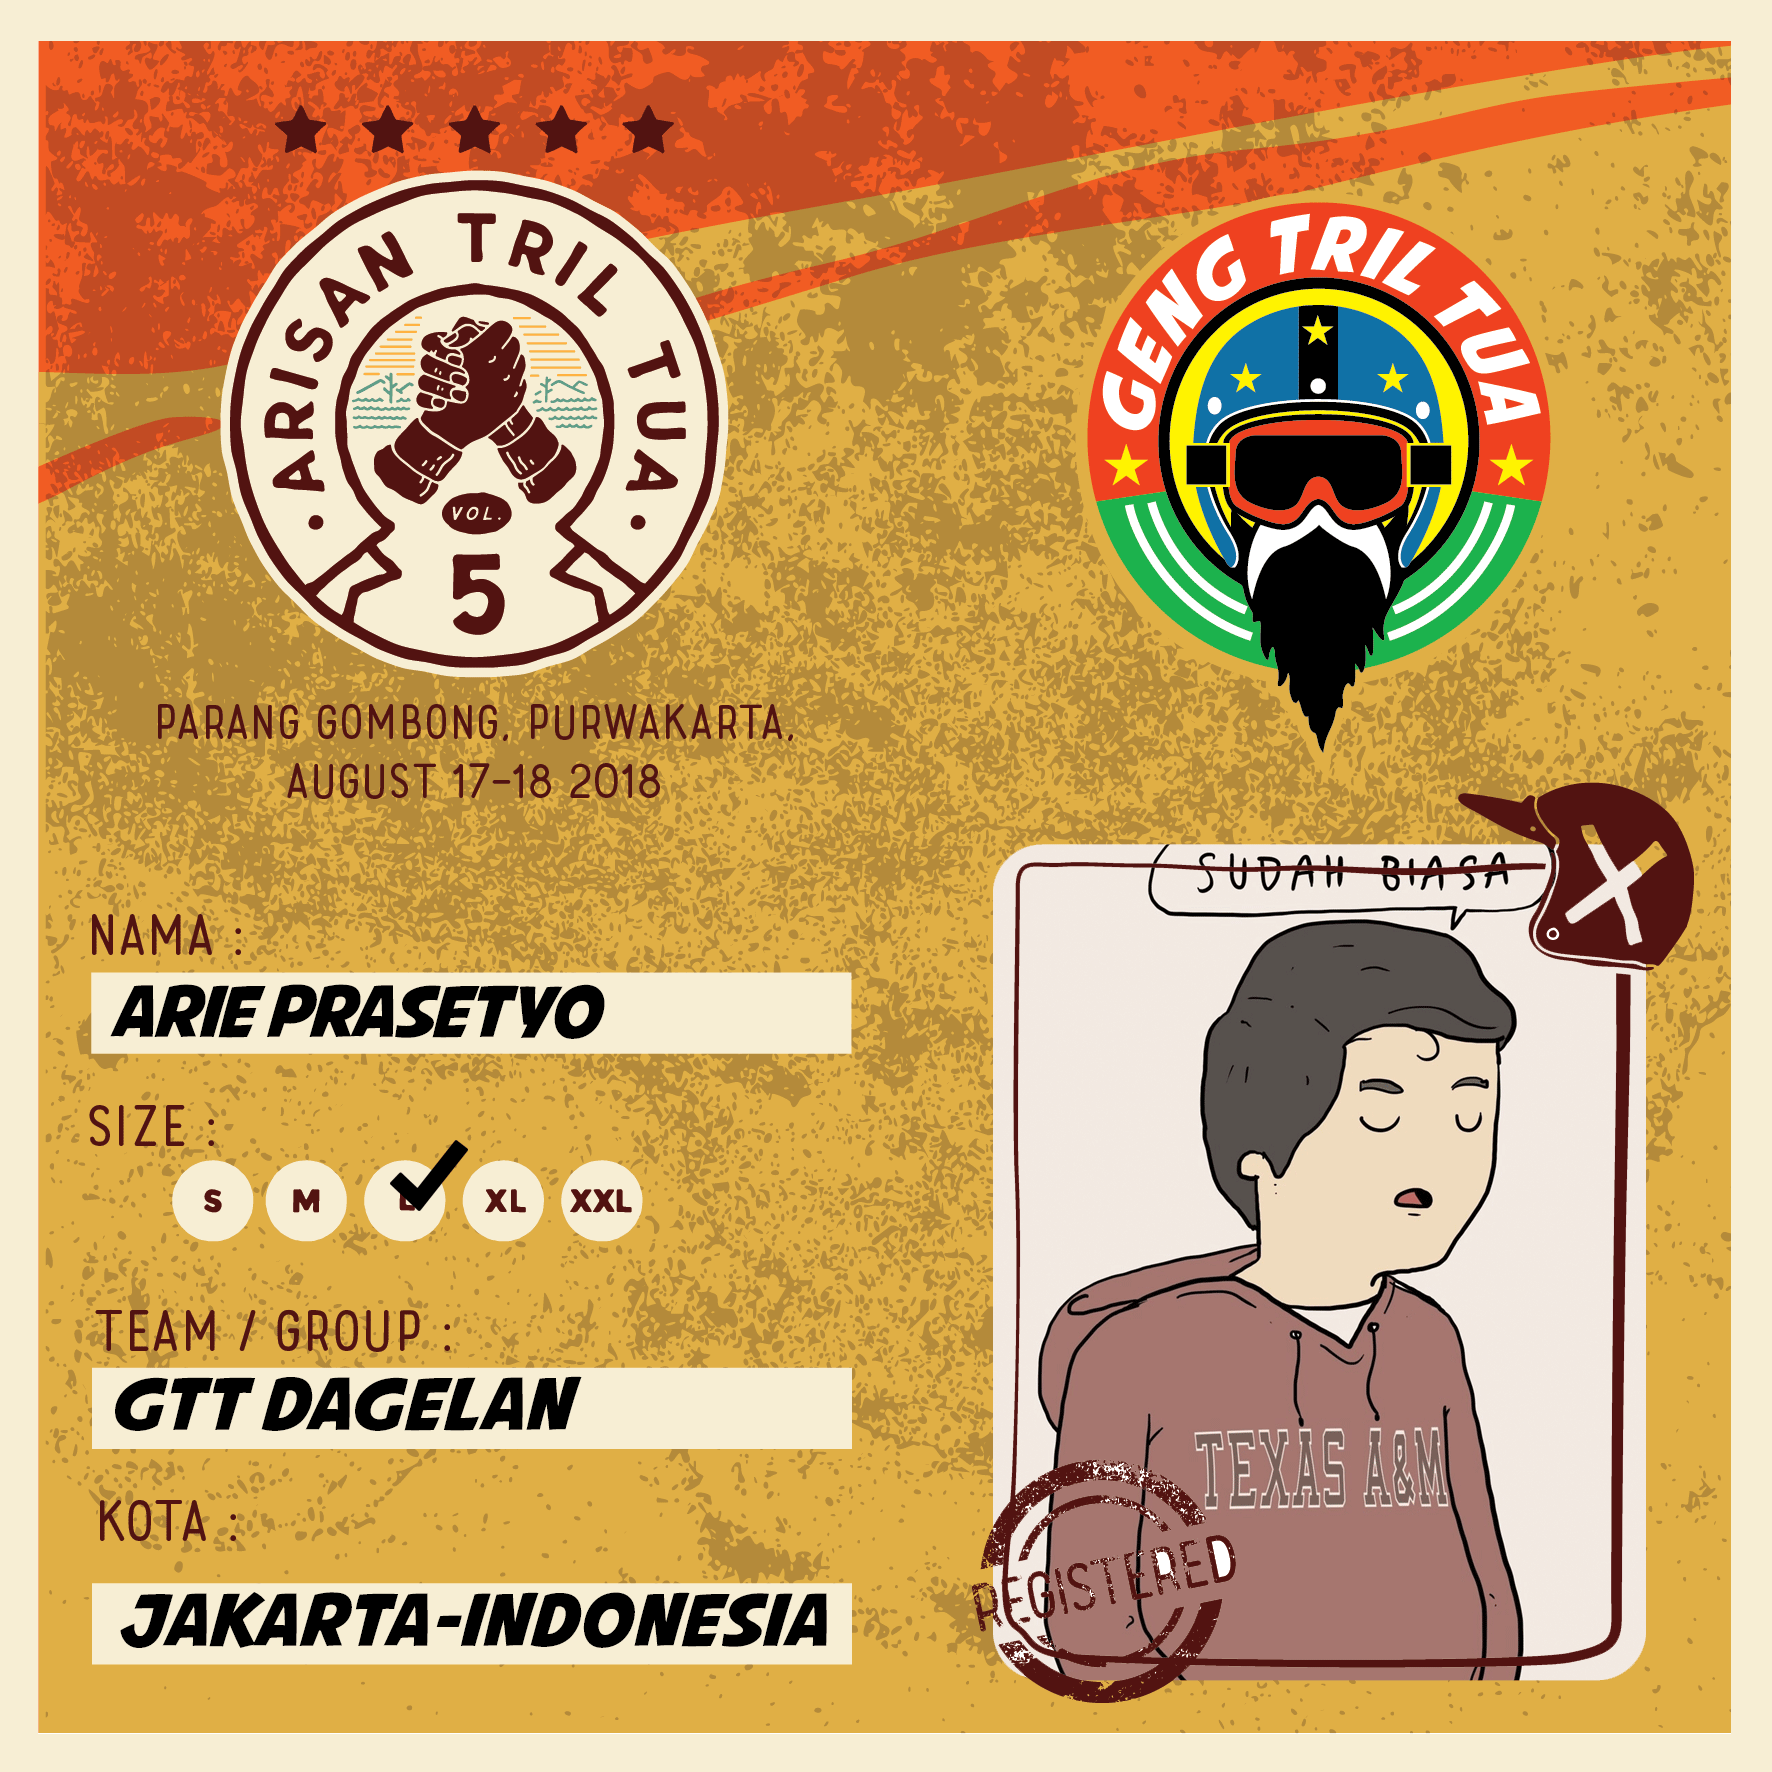 ARISAN TRIL TUA
VOL.
5
GENG TRIL TUA
PARANG GOMBONG, PURWAKARTA,
AUGUST 17-18 2018
NAMA :
ARIE PRASETYO
SIZE :
S M L XL XXL
TEAM / GROUP :
GTT DAGELAN
KOTA :
JAKARTA-INDONESIA
SUDAH BIASA
TEXAS A&M
REGISTERED